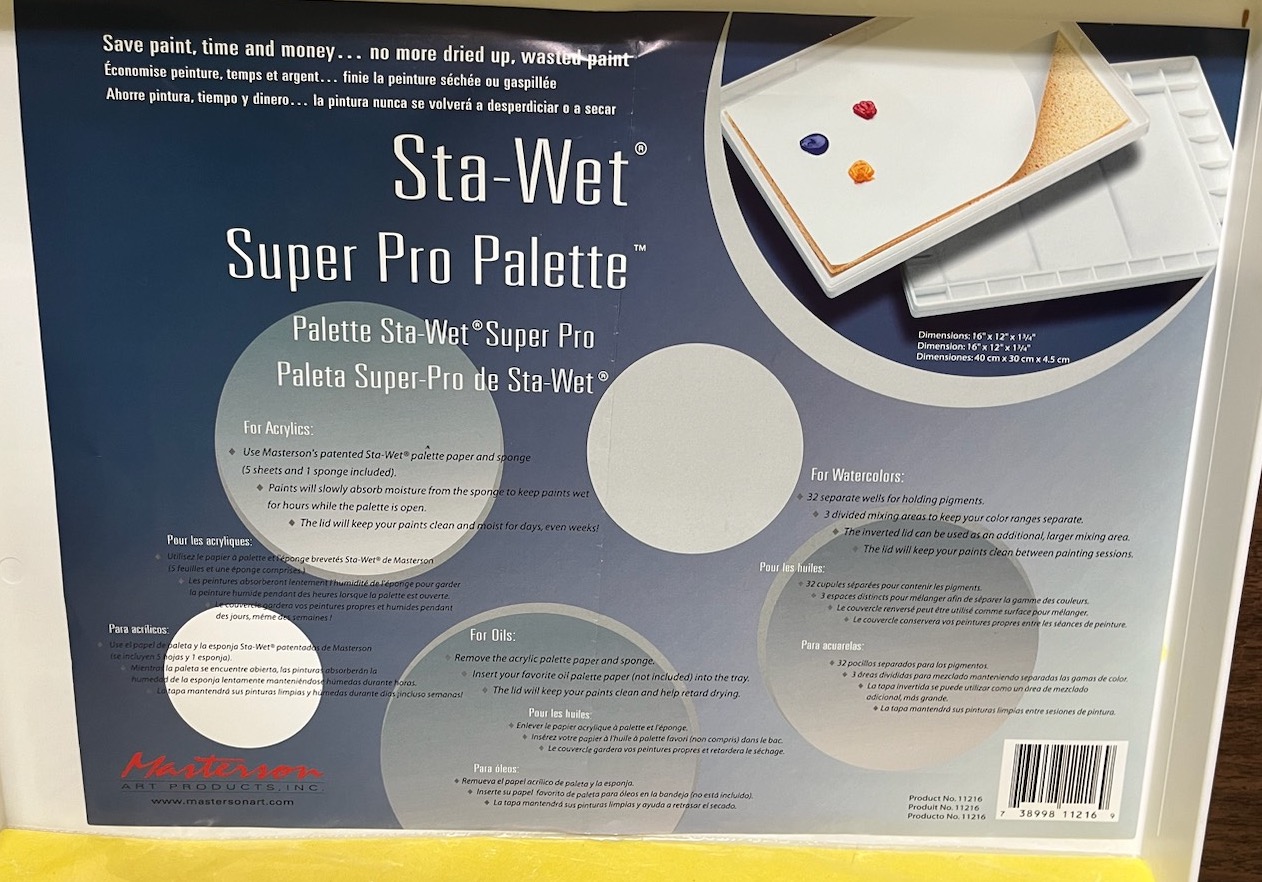 Save paint, time and money... no more dried up, wasted paint
Économise peinture, temps et argent... finie la peinture séchée ou gaspillée
Ahorre pintura, tiempo y dinero... la pintura nunca se volverá a desperdiciar o a secar
Sta-Wet®
Super Pro Palette™
Palette Sta-Wet® Super Pro
Paleta Super-Pro de Sta-Wet®
Dimensions: 16" x 12" x 1¾"
Dimension: 16" x 12" x 1¾"
Dimensiones: 40 cm x 30 cm x 4.5 cm
For Acrylics:
◆ Use Masterson's patented Sta-Wet® palette paper and sponge
(5 sheets and 1 sponge included).
◆ Paints will slowly absorb moisture from the sponge to keep paints wet
for hours while the palette is open.
◆ The lid will keep your paints clean and moist for days, even weeks!
Pour les acryliques:
◆ Utilisez le papier à palette et l'éponge brevetés Sta-Wet® de Masterson
(5 feuilles et une éponge comprises.)
◆ Les peintures absorberont lentement l'humidité de l'éponge pour garder
la peinture humide pendant des heures lorsque la palette est ouverte.
◆ Le couvercle gardera vos peintures propres et humides pendant
des jours, même des semaines !
Para acrílicos:
◆ Use el papel de paleta y la esponja Sta-Wet® patentados de Masterson
(se incluyen 5 hojas y 1 esponja).
◆ Mientras la paleta se encuentre abierta, las pinturas absorberán la
humedad de la esponja lentamente manteniéndose húmedas durante horas.
◆ La tapa mantendrá sus pinturas limpias y húmedas durante días ¡incluso semanas!
For Oils:
◆ Remove the acrylic palette paper and sponge.
◆ Insert your favorite oil palette paper (not included) into the tray.
◆ The lid will keep your paints clean and help retard drying.
Pour les huiles:
◆ Enlever le papier acrylique à palette et l'éponge.
◆ Insérez votre papier à l'huile à palette favori (non compris) dans le bac.
◆ Le couvercle gardera vos peintures propres et retardera le séchage.
Para óleos:
◆ Remueva el papel acrílico de paleta y la esponja.
◆ Inserte su papel favorito de paleta para óleos en la bandeja (no está incluido).
◆ La tapa mantendrá sus pinturas limpias y ayuda a retrasar el secado.
For Watercolors:
◆ 32 separate wells for holding pigments.
◆ 3 divided mixing areas to keep your color ranges separate.
◆ The inverted lid can be used as an additional, larger mixing area.
◆ The lid will keep your paints clean between painting sessions.
Pour les huiles:
◆ 32 cupules séparées pour contenir les pigments.
◆ 3 espaces distincts pour mélanger afin de séparer la gamme des couleurs.
◆ Le couvercle renversé peut être utilisé comme surface pour mélanger.
◆ Le couvercle conservera vos peintures propres entre les séances de peinture.
Para acuarelas:
◆ 32 pocillos separados para los pigmentos.
◆ 3 áreas divididas para mezclado manteniendo separadas las gamas de color.
◆ La tapa invertida se puede utilizar como un área de mezclado
adicional, más grande.
◆ La tapa mantendrá sus pinturas limpias entre sesiones de pintura.
Masterson
ART PRODUCTS, INC.
www.mastersonart.com
Product No. 11216
Produit No. 11216
Producto No. 11216
7 38998 11216 9